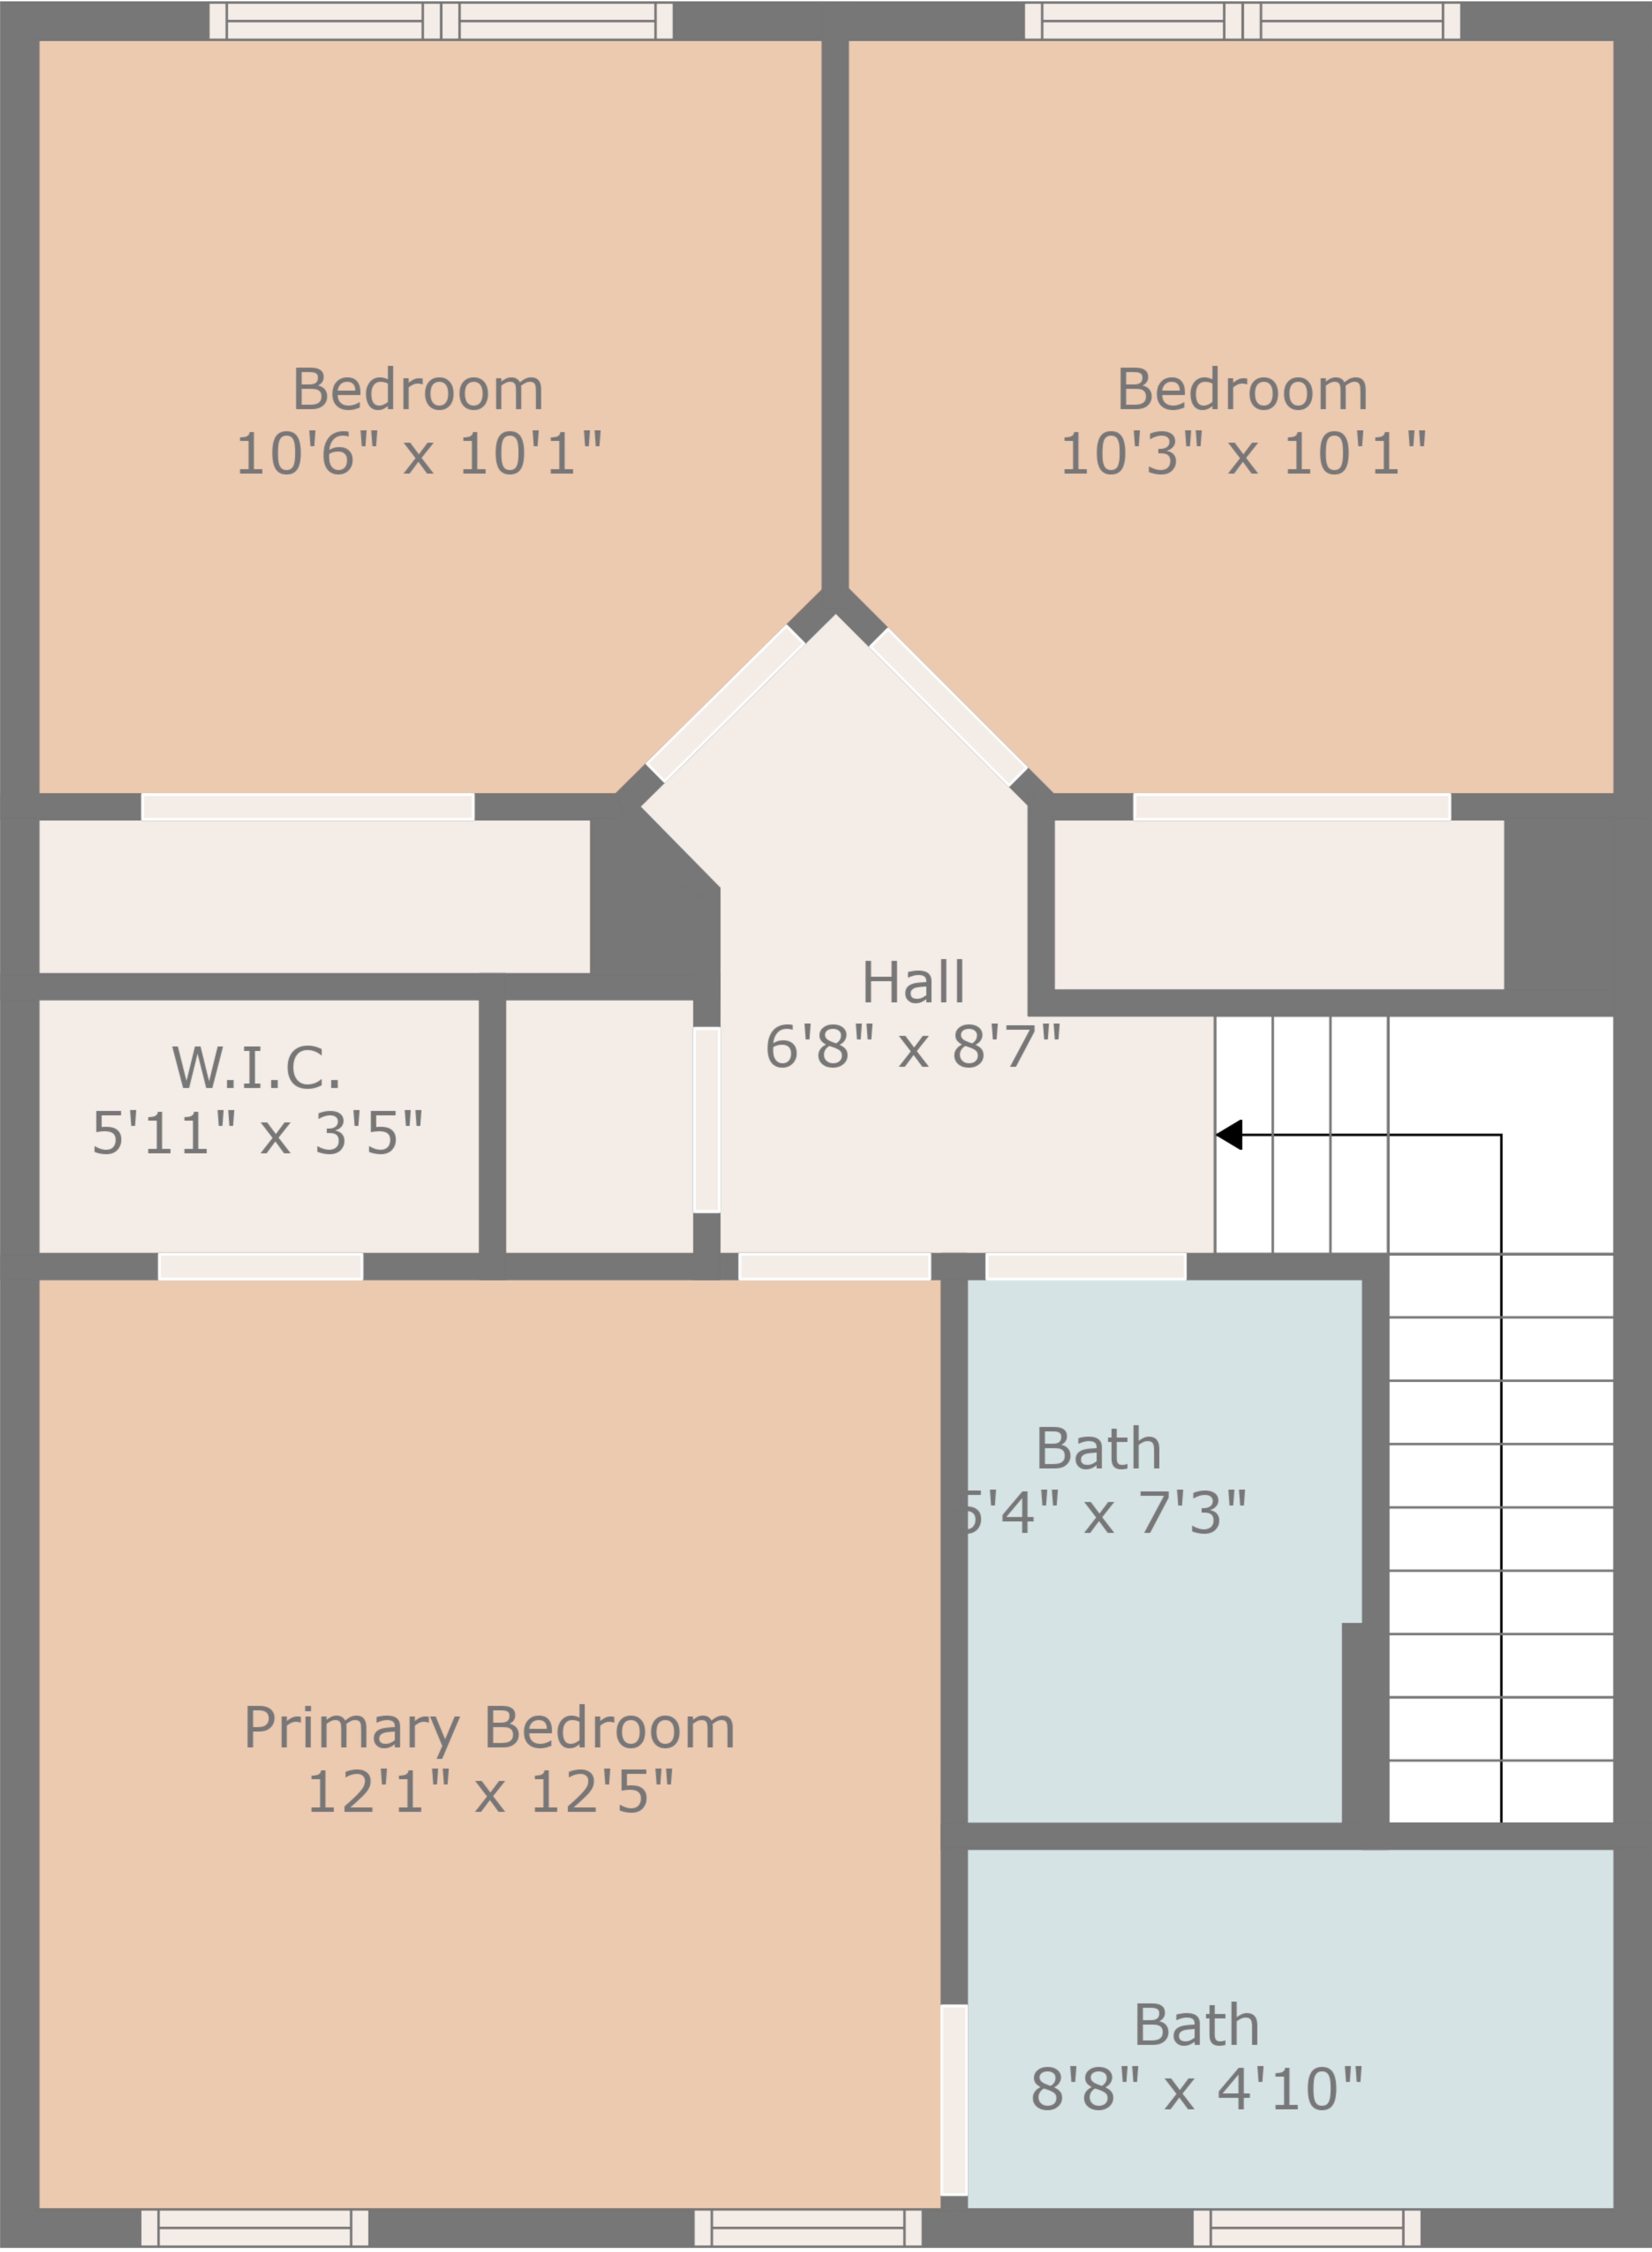 Bedroom
10'6" x 10'1"
Bedroom
10'3" x 10'1"
Hall
6'8" x 8'7"
W.I.C.
5'11" x 3'5"
Bath
5'4" x 7'3"
Primary Bedroom
12'1" x 12'5"
Bath
8'8" x 4'10"